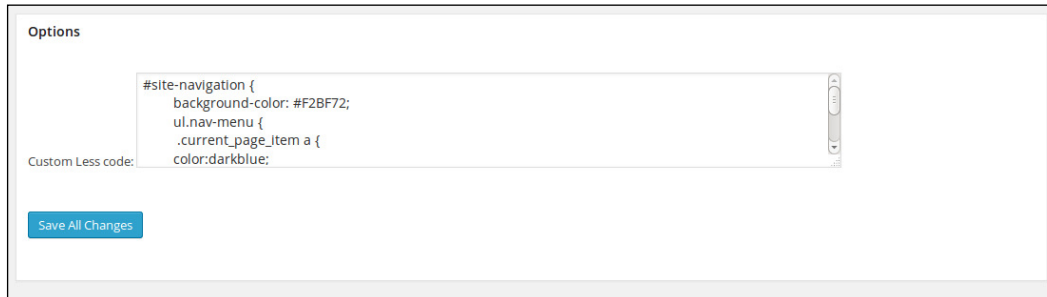 Options
#site-navigation {
background-color: #F2BF72;
ul.nav-menu {
.current_page_item a {
Custom Less code:
color:darkblue;
Save All Changes